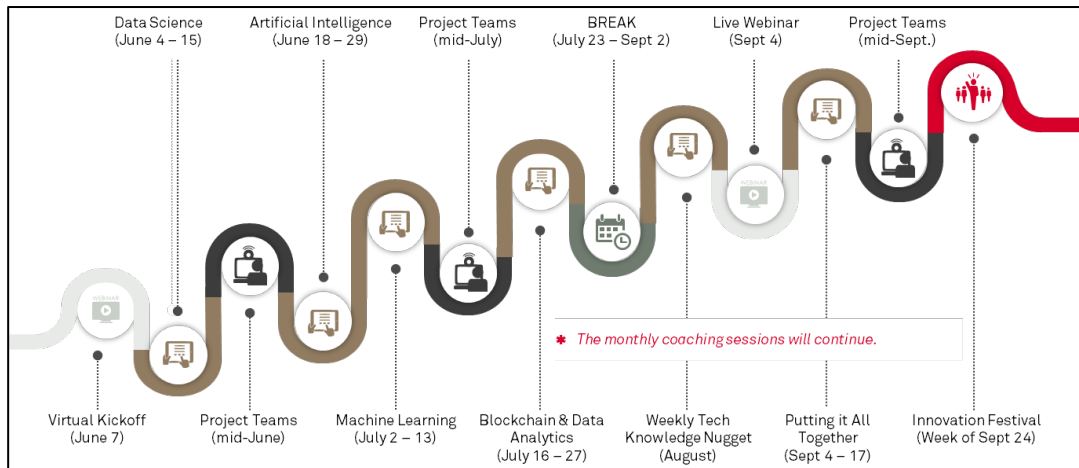 Data Science
(June 4 – 15)
Artificial Intelligence
(June 18 – 29)
Project Teams
(mid-July)
BREAK
(July 23 – Sept 2)
Live Webinar
(Sept 4)
Project Teams
(mid-Sept.)
WEBINAR
WEBINAR
✱ The monthly coaching sessions will continue.
Virtual Kickoff
(June 7)
Project Teams
(mid-June)
Machine Learning
(July 2 – 13)
Blockchain & Data
Analytics
(July 16 – 27)
Weekly Tech
Knowledge Nugget
(August)
Putting it All
Together
(Sept 4 – 17)
Innovation Festival
(Week of Sept 24)